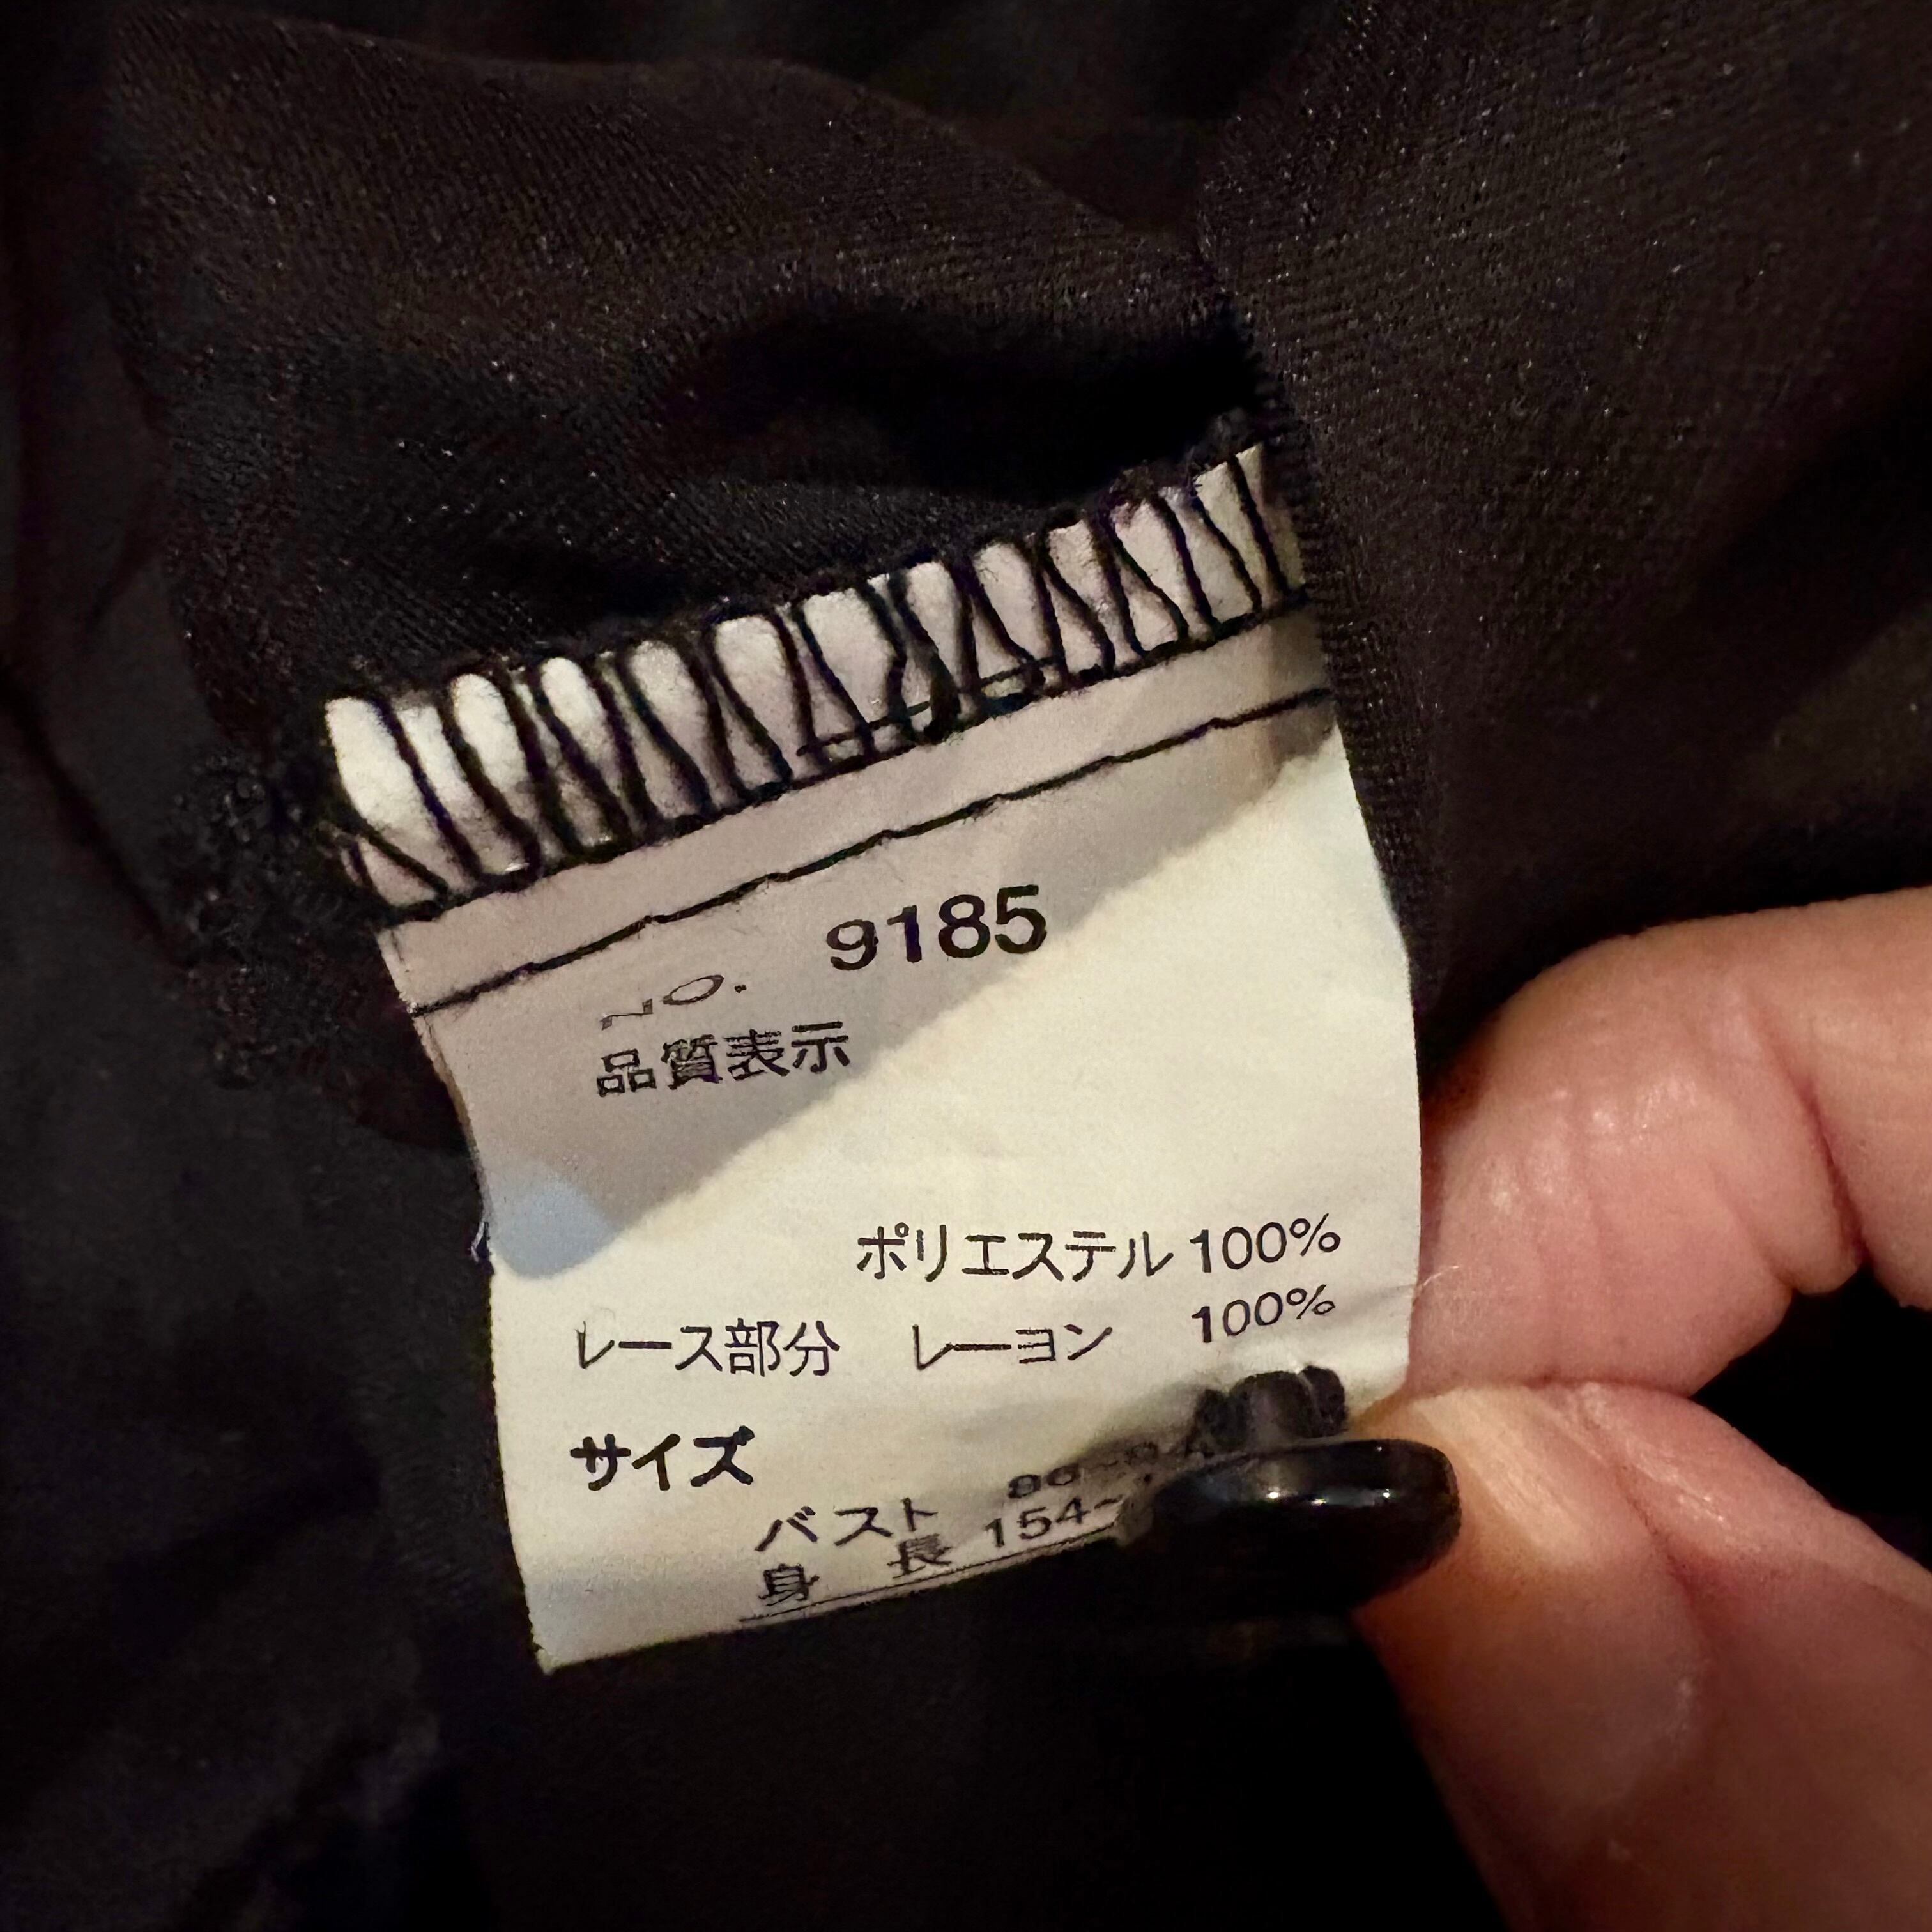 No. 9185
品質表示
ポリエステル 100%
レース部分 レーヨン 100%
サイズ
バスト
身 長 154~